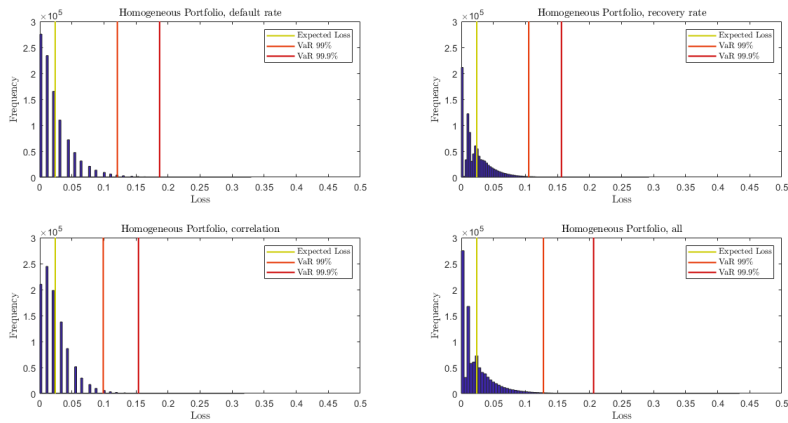 Homogeneous Portfolio, default rate
×10^5
3
2.5
2
1.5
1
0.5
0
Frequency
Expected Loss
VaR 99%
VaR 99.9%
0 0.05 0.1 0.15 0.2 0.25 0.3 0.35 0.4 0.45 0.5
Loss
Homogeneous Portfolio, recovery rate
×10^5
3
2.5
2
1.5
1
0.5
0
Frequency
Expected Loss
VaR 99%
VaR 99.9%
0 0.05 0.1 0.15 0.2 0.25 0.3 0.35 0.4 0.45 0.5
Loss
Homogeneous Portfolio, correlation
×10^5
3
2.5
2
1.5
1
0.5
0
Frequency
Expected Loss
VaR 99%
VaR 99.9%
0 0.05 0.1 0.15 0.2 0.25 0.3 0.35 0.4 0.45 0.5
Loss
Homogeneous Portfolio, all
×10^5
3
2.5
2
1.5
1
0.5
0
Frequency
Expected Loss
VaR 99%
VaR 99.9%
0 0.05 0.1 0.15 0.2 0.25 0.3 0.35 0.4 0.45 0.5
Loss